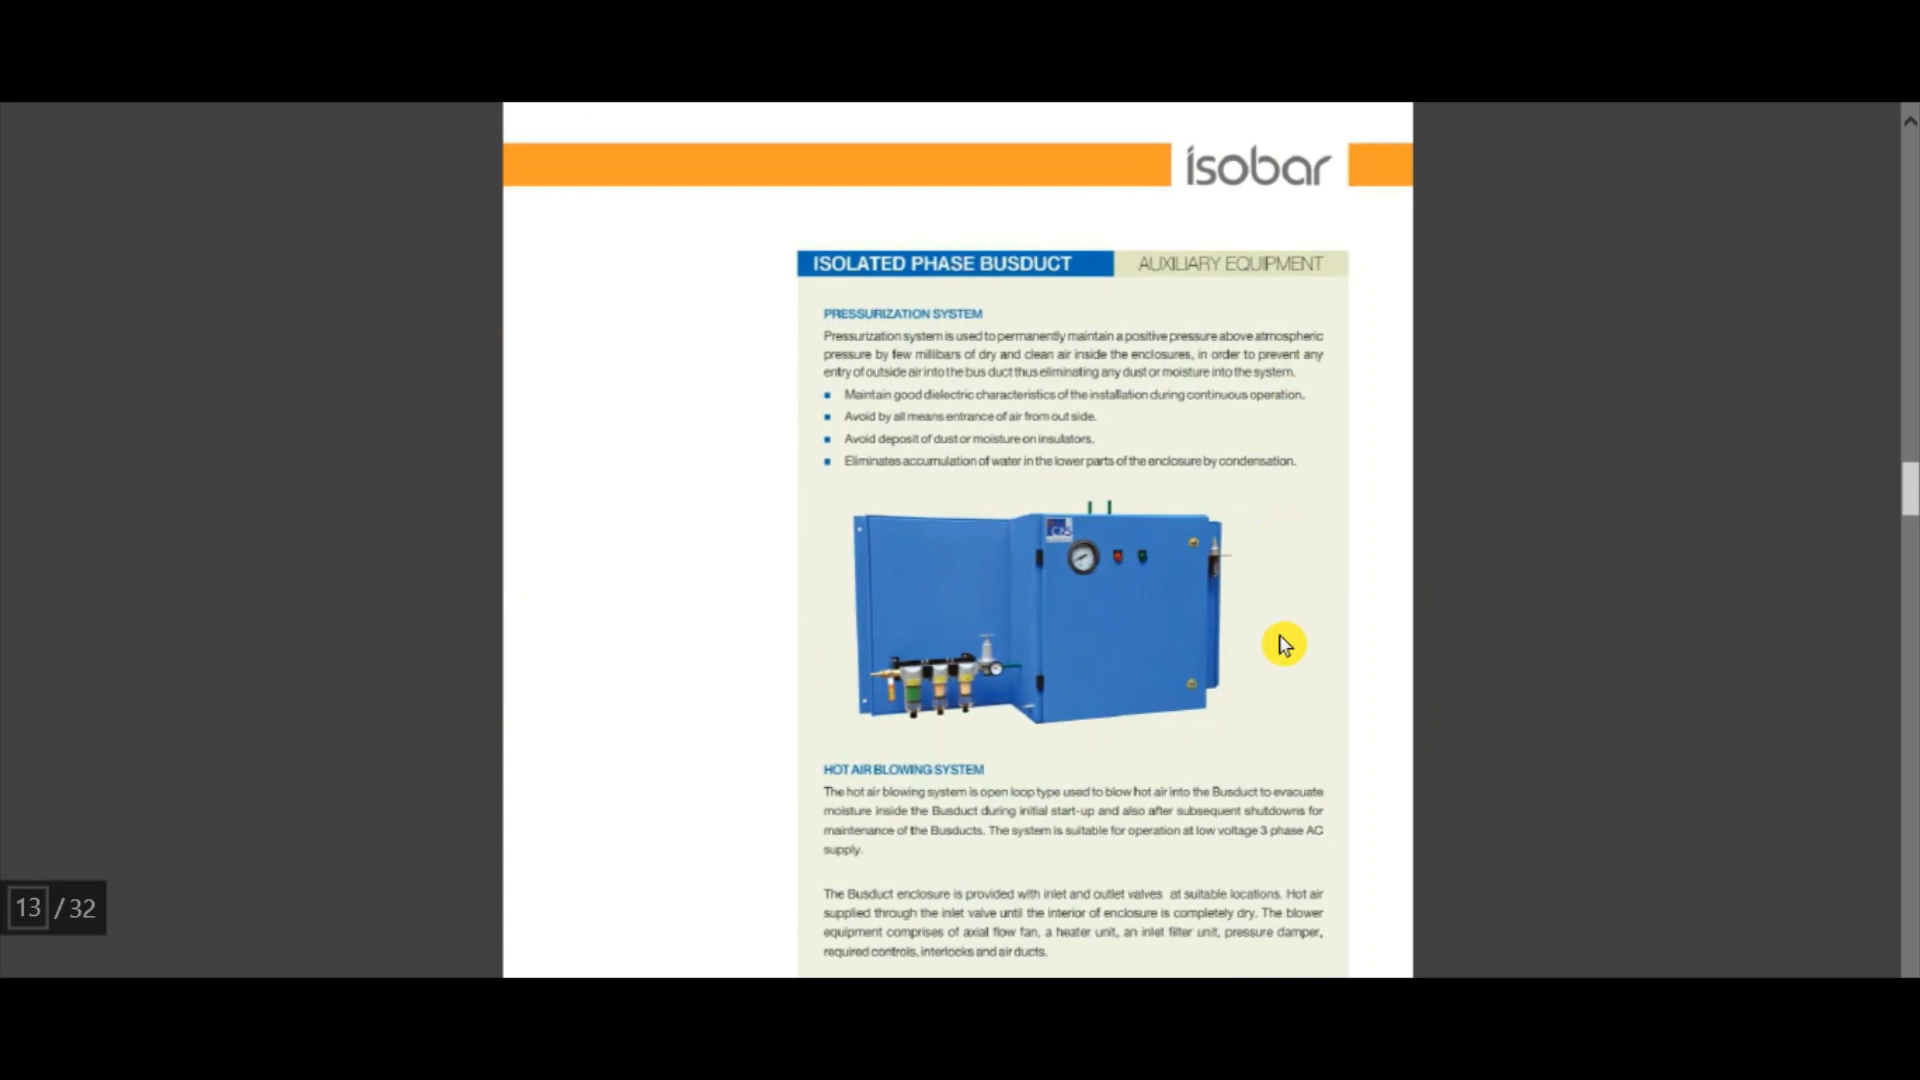 isobar
ISOLATED PHASE BUSDUCT AUXILIARY EQUIPMENT
PRESSURIZATION SYSTEM
Pressurization system is used to permanently maintain a positive pressure above atmospheric
pressure by few millibars of dry and clean air inside the enclosures, in order to prevent any
entry of outside air into the bus duct thus eliminating any dust or moisture into the system.
Maintain good dielectric characteristics of the installation during continuous operation.
Avoid by all means entrance of air from out side.
Avoid deposit of dust or moisture on insulators.
Eliminates accumulation of water in the lower parts of the enclosure by condensation.
HOT AIR BLOWING SYSTEM
The hot air blowing system is open loop type used to blow hot air into the Busduct to evacuate
moisture inside the Busduct during initial start-up and also after subsequent shutdowns for
maintenance of the Busducts. The system is suitable for operation at low voltage 3 phase AC
supply.
The Busduct enclosure is provided with inlet and outlet valves at suitable locations. Hot air
supplied through the inlet valve until the interior of enclosure is completely dry. The blower
equipment comprises of axial flow fan, a heater unit, an inlet filter unit, pressure damper,
required controls, interlocks and air ducts.
13 / 32